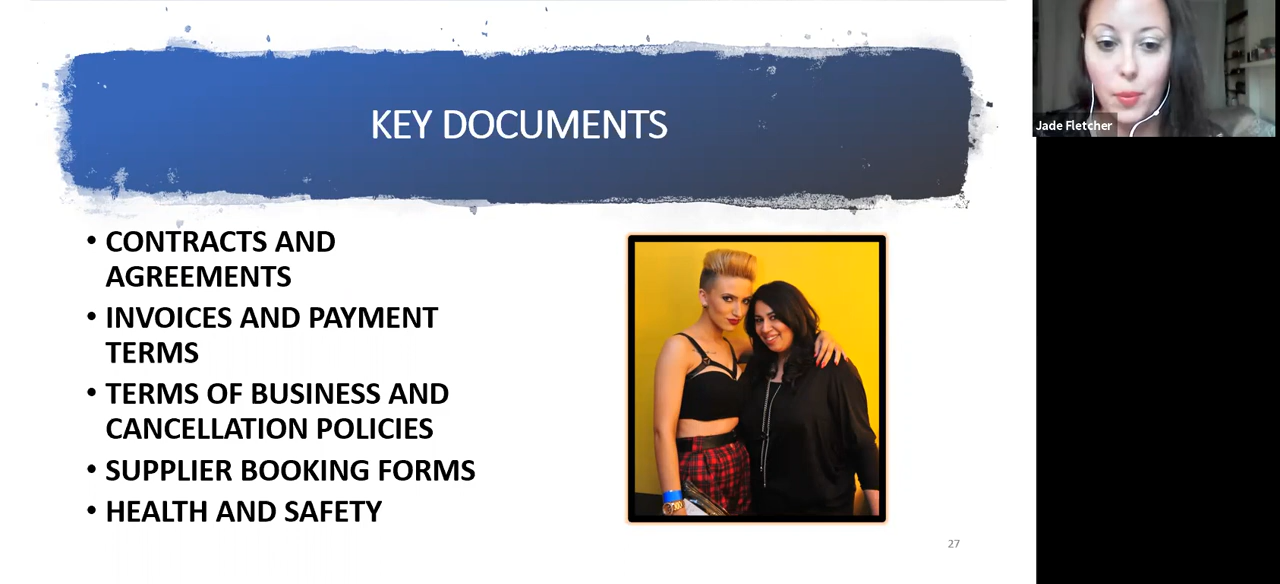 KEY DOCUMENTS
Jade Fletcher
• CONTRACTS AND
AGREEMENTS
• INVOICES AND PAYMENT
TERMS
• TERMS OF BUSINESS AND
CANCELLATION POLICIES
• SUPPLIER BOOKING FORMS
• HEALTH AND SAFETY
27